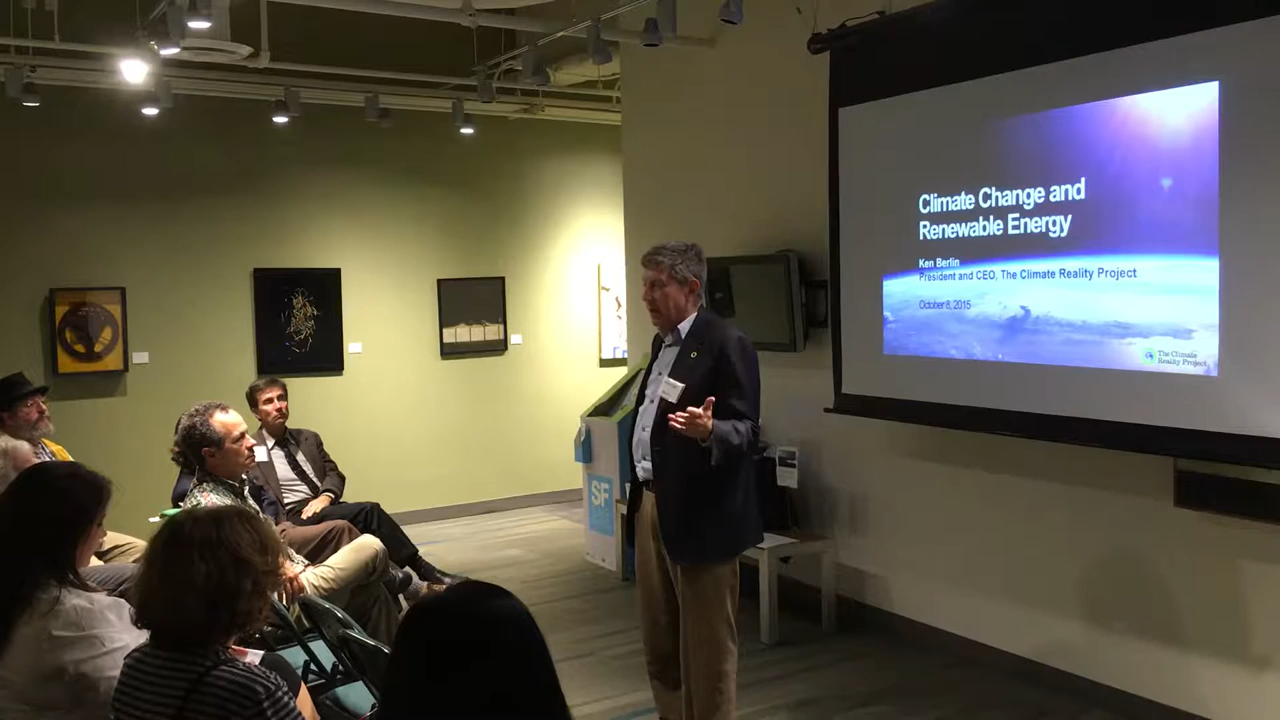 Climate Change and
Renewable Energy
Ken Berlin
President and CEO, The Climate Reality Project
October 8, 2015
The Climate
Reality Project
SF